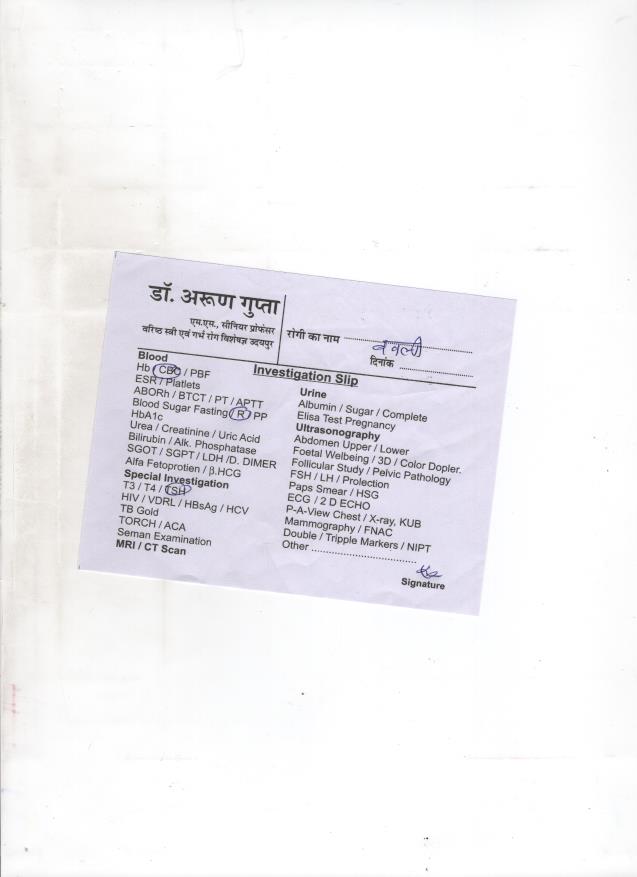 डॉ. अरूण गुप्ता
एम.एस., सीनियर प्रोफेसर
वरिष्ठ स्त्री एवं गर्भ रोग विशेषज्ञ उदयपुर
रोगी का नाम
दिनांक
Investigation Slip
Blood
Hb / CBC / PBF
ESR / Platlets
ABORh / BTCT / PT / APTT
Blood Sugar Fasting / R / PP
HbA1c
Urea / Creatinine / Uric Acid
Bilirubin / Alk. Phosphatase
SGOT / SGPT / LDH /D. DIMER
Alfa Fetoprotien / β.HCG
Special Investigation
T3 / T4 / TSH
HIV / VDRL / HBsAg / HCV
TB Gold
TORCH / ACA
Seman Examination
MRI / CT Scan
Urine
Albumin / Sugar / Complete
Elisa Test Pregnancy
Ultrasonography
Abdomen Upper / Lower
Foetal Welbeing / 3D / Color Dopler.
Follicular Study / Pelvic Pathology
FSH / LH / Prolection
Paps Smear / HSG
ECG / 2 D ECHO
P-A-View Chest / X-ray, KUB
Mammography / FNAC
Double / Tripple Markers / NIPT
Other ....................................
Signature